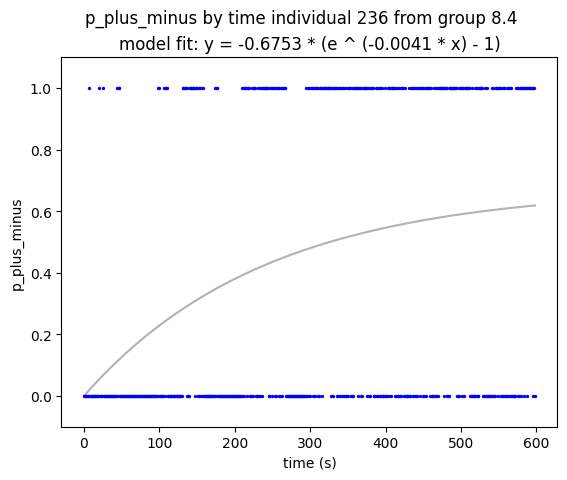 p_plus_minus by time individual 236 from group 8.4
model fit: y = -0.6753 * (e ^ (-0.0041 * x) - 1)
p_plus_minus
1.0
0.8
0.6
0.4
0.2
0.0
0 100 200 300 400 500 600
time (s)